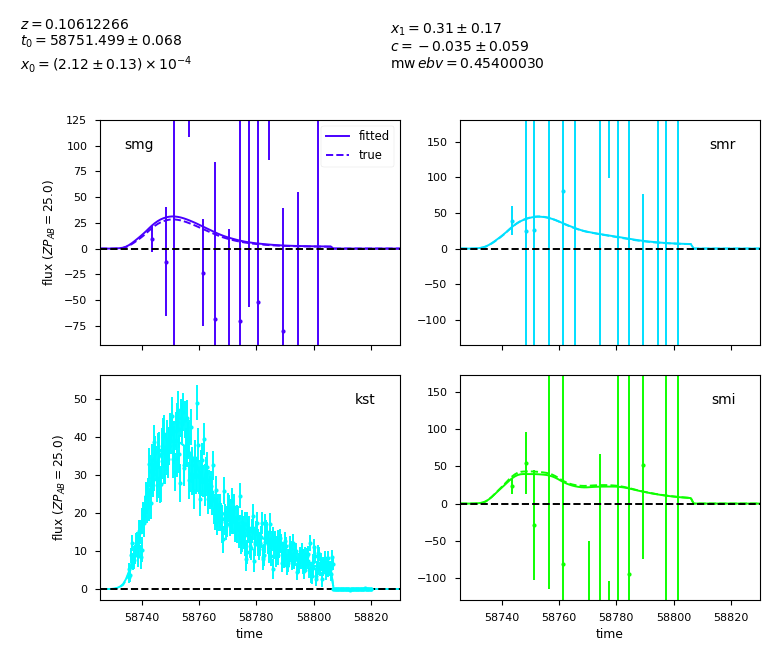 z = 0.10612266
t₀ = 58751.499 ± 0.068
x₀ = (2.12 ± 0.13) × 10⁻⁴
x₁ = 0.31 ± 0.17
c = −0.035 ± 0.059
mw ebv = 0.45400030
125
100
75
50
25
0
−25
−50
−75
flux (ZP_AB = 25.0)
smg
fitted
true
150
100
50
0
−50
−100
smr
50
40
30
20
10
0
flux (ZP_AB = 25.0)
kst
58740
58760
58780
58800
58820
time
150
100
50
0
−50
−100
smi
58740
58760
58780
58800
58820
time